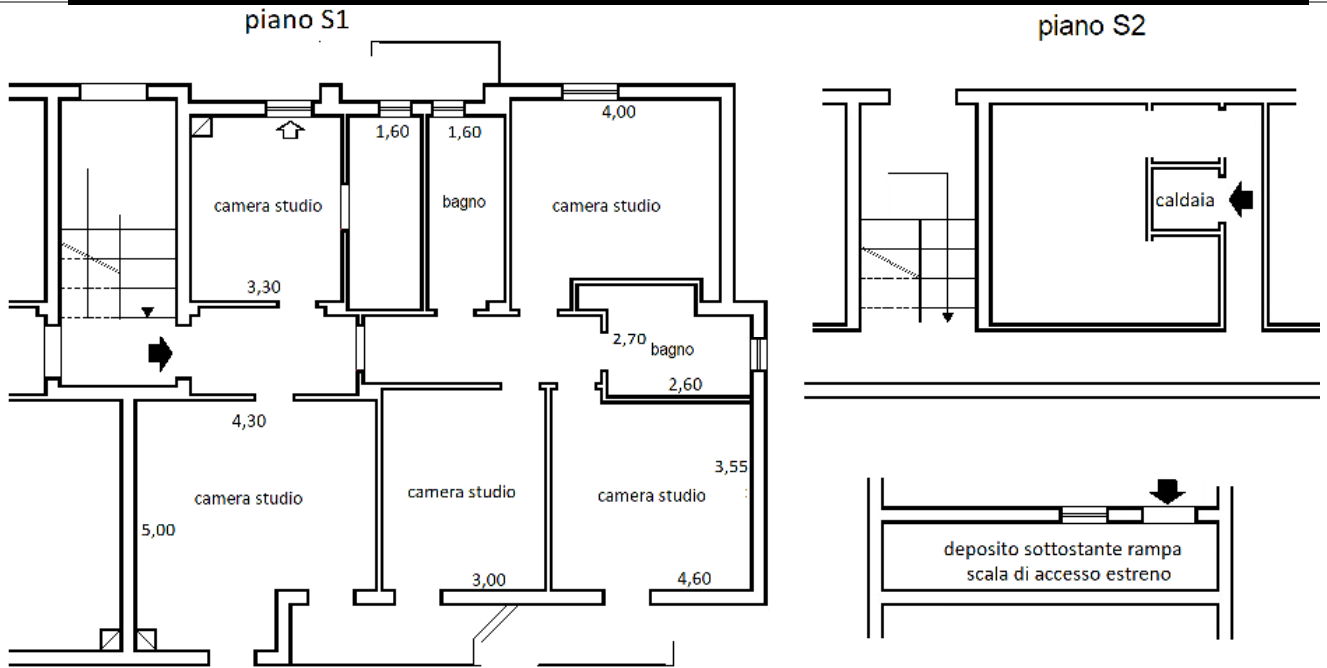 piano S1
piano S2
1,60
1,60
4,00
camera studio
bagno
camera studio
caldaia
3,30
2,70
bagno
2,60
4,30
3,55
camera studio
camera studio
camera studio
5,00
3,00
4,60
deposito sottostante rampa
scala di accesso estreno